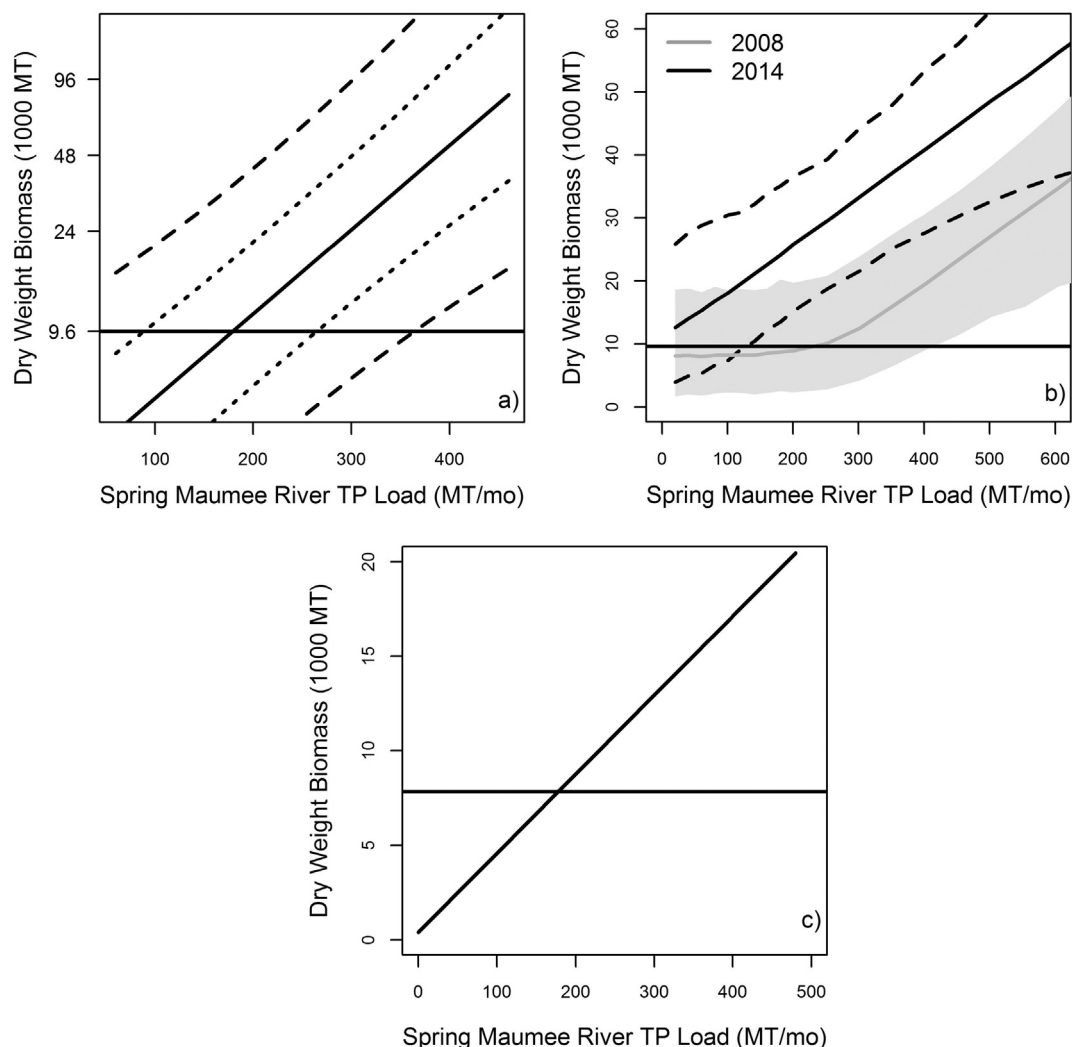 Dry Weight Biomass (1000 MT)
96
48
24
9.6
a)
100 200 300 400
Spring Maumee River TP Load (MT/mo)
Dry Weight Biomass (1000 MT)
2008
2014
60
50
40
30
20
10
0
b)
0 100 200 300 400 500 600
Spring Maumee River TP Load (MT/mo)
Dry Weight Biomass (1000 MT)
20
15
10
5
0
c)
0 100 200 300 400 500
Spring Maumee River TP Load (MT/mo)